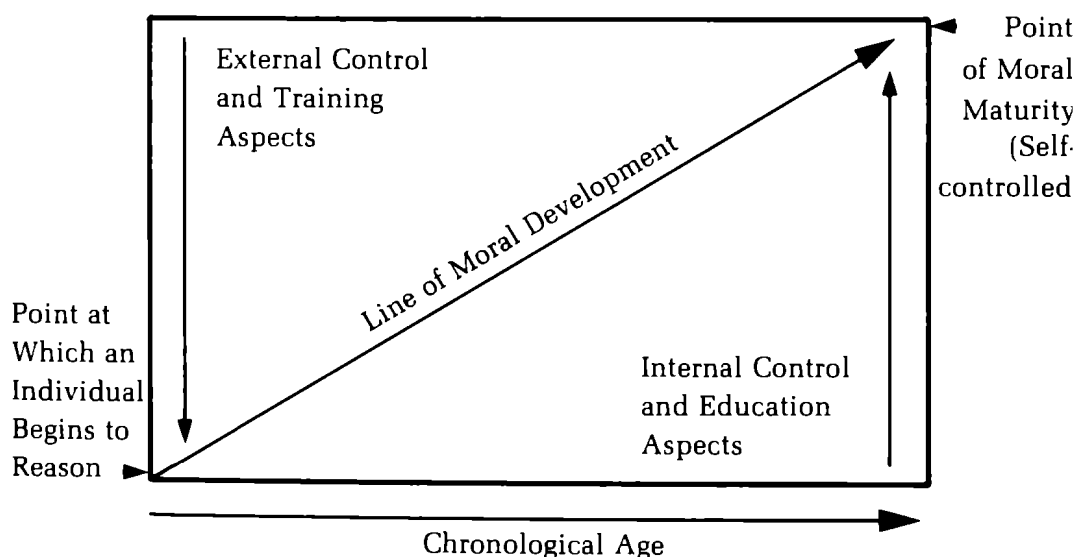 External Control
and Training
Aspects
Point
of Moral
Maturity
(Self-
controlled
Line of Moral Development
Point at
Which an
Individual
Begins to
Reason
Internal Control
and Education
Aspects
Chronological Age